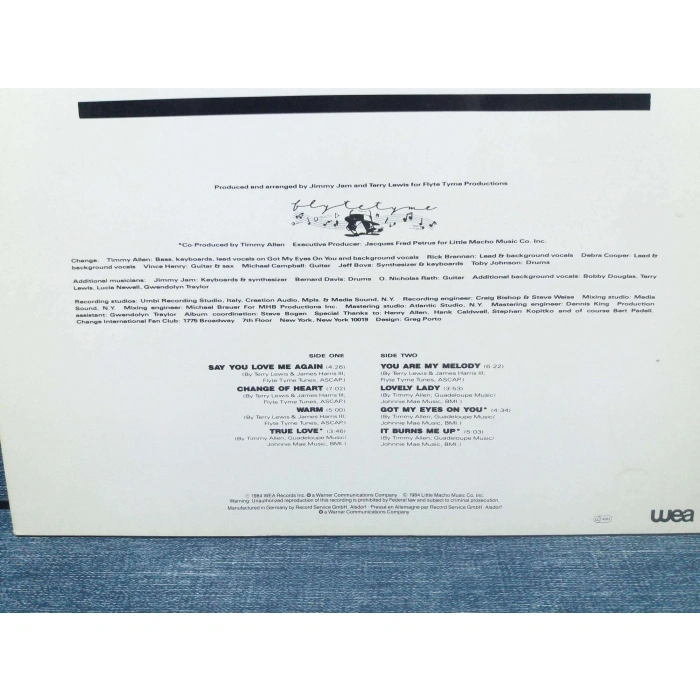 Produced and arranged by Jimmy Jam and Terry Lewis for Flyte Tyme Productions
flytetyme
*Co-Produced by Timmy Allen Executive Producer: Jacques Fred Petrus for Little Macho Music Co. Inc.
Change: Timmy Allen: Bass, keyboards, lead vocals on Got My Eyes On You and background vocals Rick Brennan: Lead & background vocals Debra Cooper: Lead &
background vocals Vince Henry: Guitar & sax Michael Campbell: Guitar Jeff Bova: Synthesizer & keyboards Toby Johnson: Drums
Additional musicians: Jimmy Jam: Keyboards & synthesizer Bernard Davis: Drums O. Nicholas Rath: Guitar Additional background vocals: Bobby Douglas, Terry
Lewis, Lucia Newell, Gwendolyn Traylor
Recording studios: Umbi Recording Studio, Italy, Creation Audio, Mpls. & Media Sound, N.Y. Recording engineer: Craig Bishop & Steve Weise Mixing studio: Media
Sound, N.Y. Mixing engineer: Michael Brauer For MHB Productions Inc. Mastering studio: Atlantic Studio, N.Y. Mastering engineer: Dennis King Production
assistant: Gwendolyn Traylor Album coordination: Steve Bogen Special Thanks to: Henry Allen, Hank Caldwell, Stephan Kopitko and of course Bert Padell.
Change International Fan Club: 1775 Broadway 7th Floor New York, New York 10019 Design: Greg Porto
SIDE ONE
SAY YOU LOVE ME AGAIN (4:26)
(By Terry Lewis & James Harris III;
Flyte Tyme Tunes, ASCAP.)
CHANGE OF HEART (7:02)
(By Terry Lewis & James Harris III;
Flyte Tyme Tunes, ASCAP.)
WARM (5:00)
(By Terry Lewis & James Harris III;
Flyte Tyme Tunes, ASCAP.)
TRUE LOVE* (3:46)
(By Timmy Allen, Guadeloupe Music/
Johnnie Mae Music, BMI.)
SIDE TWO
YOU ARE MY MELODY (6:22)
(By Terry Lewis & James Harris III;
Flyte Tyme Tunes, ASCAP.)
LOVELY LADY (3:53)
(By Timmy Allen; Guadeloupe Music/
Johnnie Mae Music, BMI.)
GOT MY EYES ON YOU* (4:34)
(By Timmy Allen; Guadeloupe Music/
Johnnie Mae Music, BMI.)
IT BURNS ME UP* (5:03)
(By Timmy Allen; Guadeloupe Music/
Johnnie Mae Music, BMI.)
℗ 1984 WEA Records Inc. a Warner Communications Company © 1984 Little Macho Music Co. Inc.
Warning: Unauthorized reproduction of this recording is prohibited by Federal law and subject to criminal prosecution.
Manufactured in Germany by Record Service GmbH, Alsdorf. Pressé en Allemagne par Record Service GmbH, Alsdorf.
a Warner Communications Company
wea